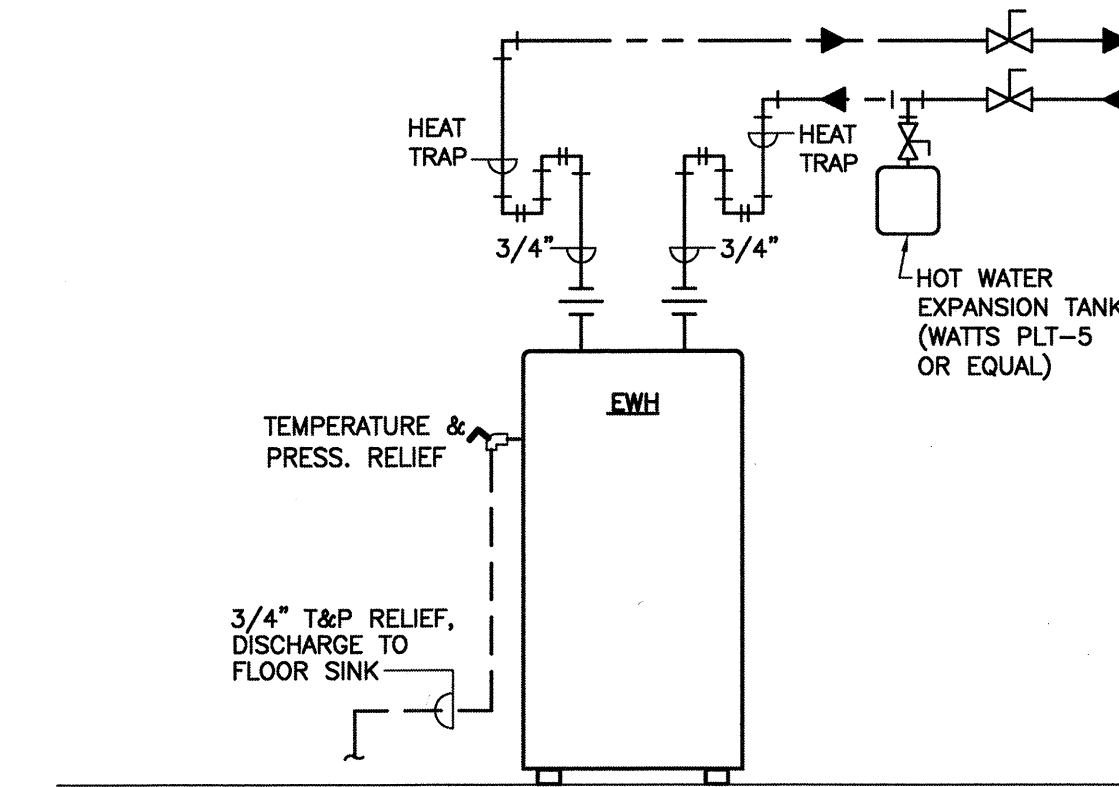 HEAT
TRAP
HEAT
TRAP
3/4"
3/4"
HOT WATER
EXPANSION TANK
(WATTS PLT-5
OR EQUAL)
EWH
TEMPERATURE &
PRESS. RELIEF
3/4" T&P RELIEF,
DISCHARGE TO
FLOOR SINK